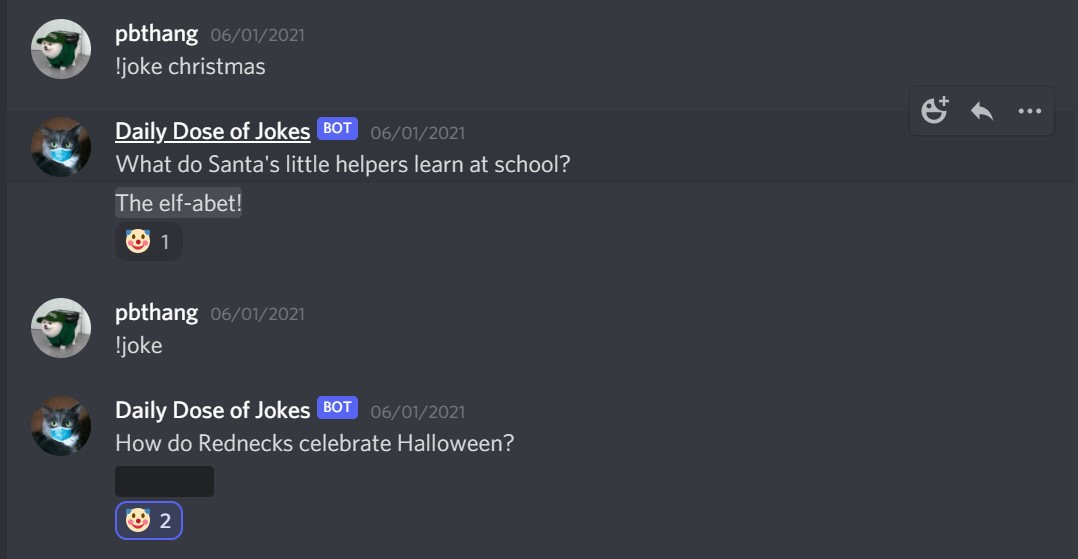 pbthang 06/01/2021
!joke christmas
Daily Dose of Jokes BOT 06/01/2021
What do Santa's little helpers learn at school?
The elf-abet!
1
pbthang 06/01/2021
!joke
Daily Dose of Jokes BOT 06/01/2021
How do Rednecks celebrate Halloween?
2